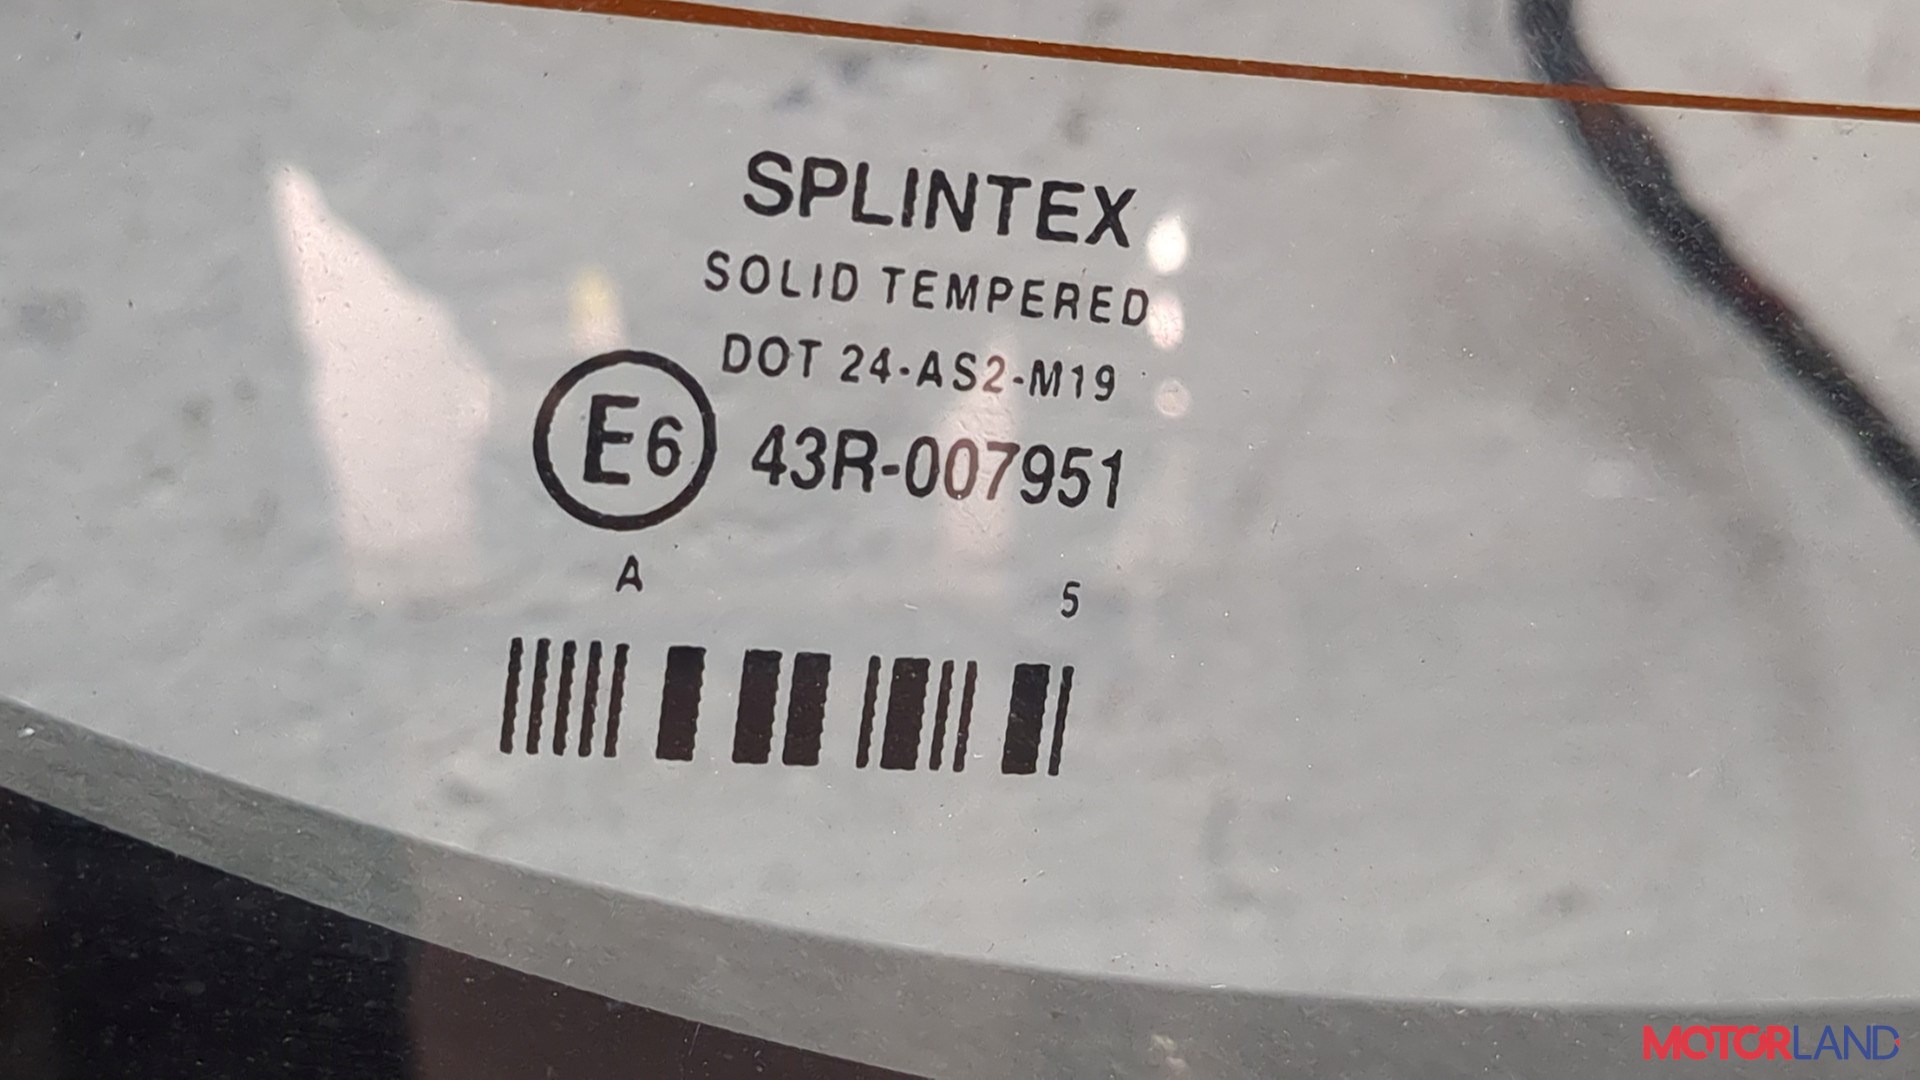 SPLINTEX
SOLID TEMPERED
DOT 24-AS2-M19
E6 43R-007951
A 5
MOTORLAND